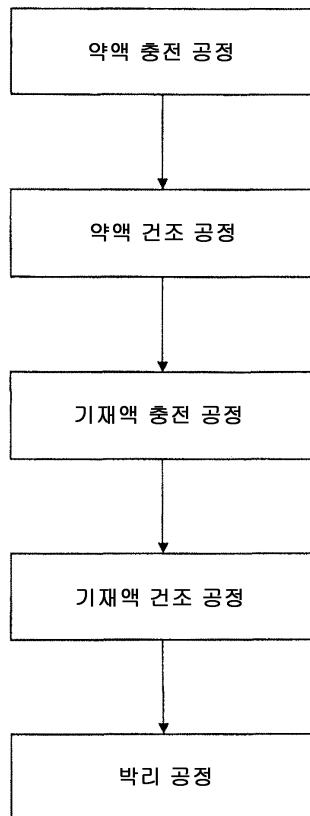 약액 충전 공정
약액 건조 공정
기재액 충전 공정
기재액 건조 공정
박리 공정